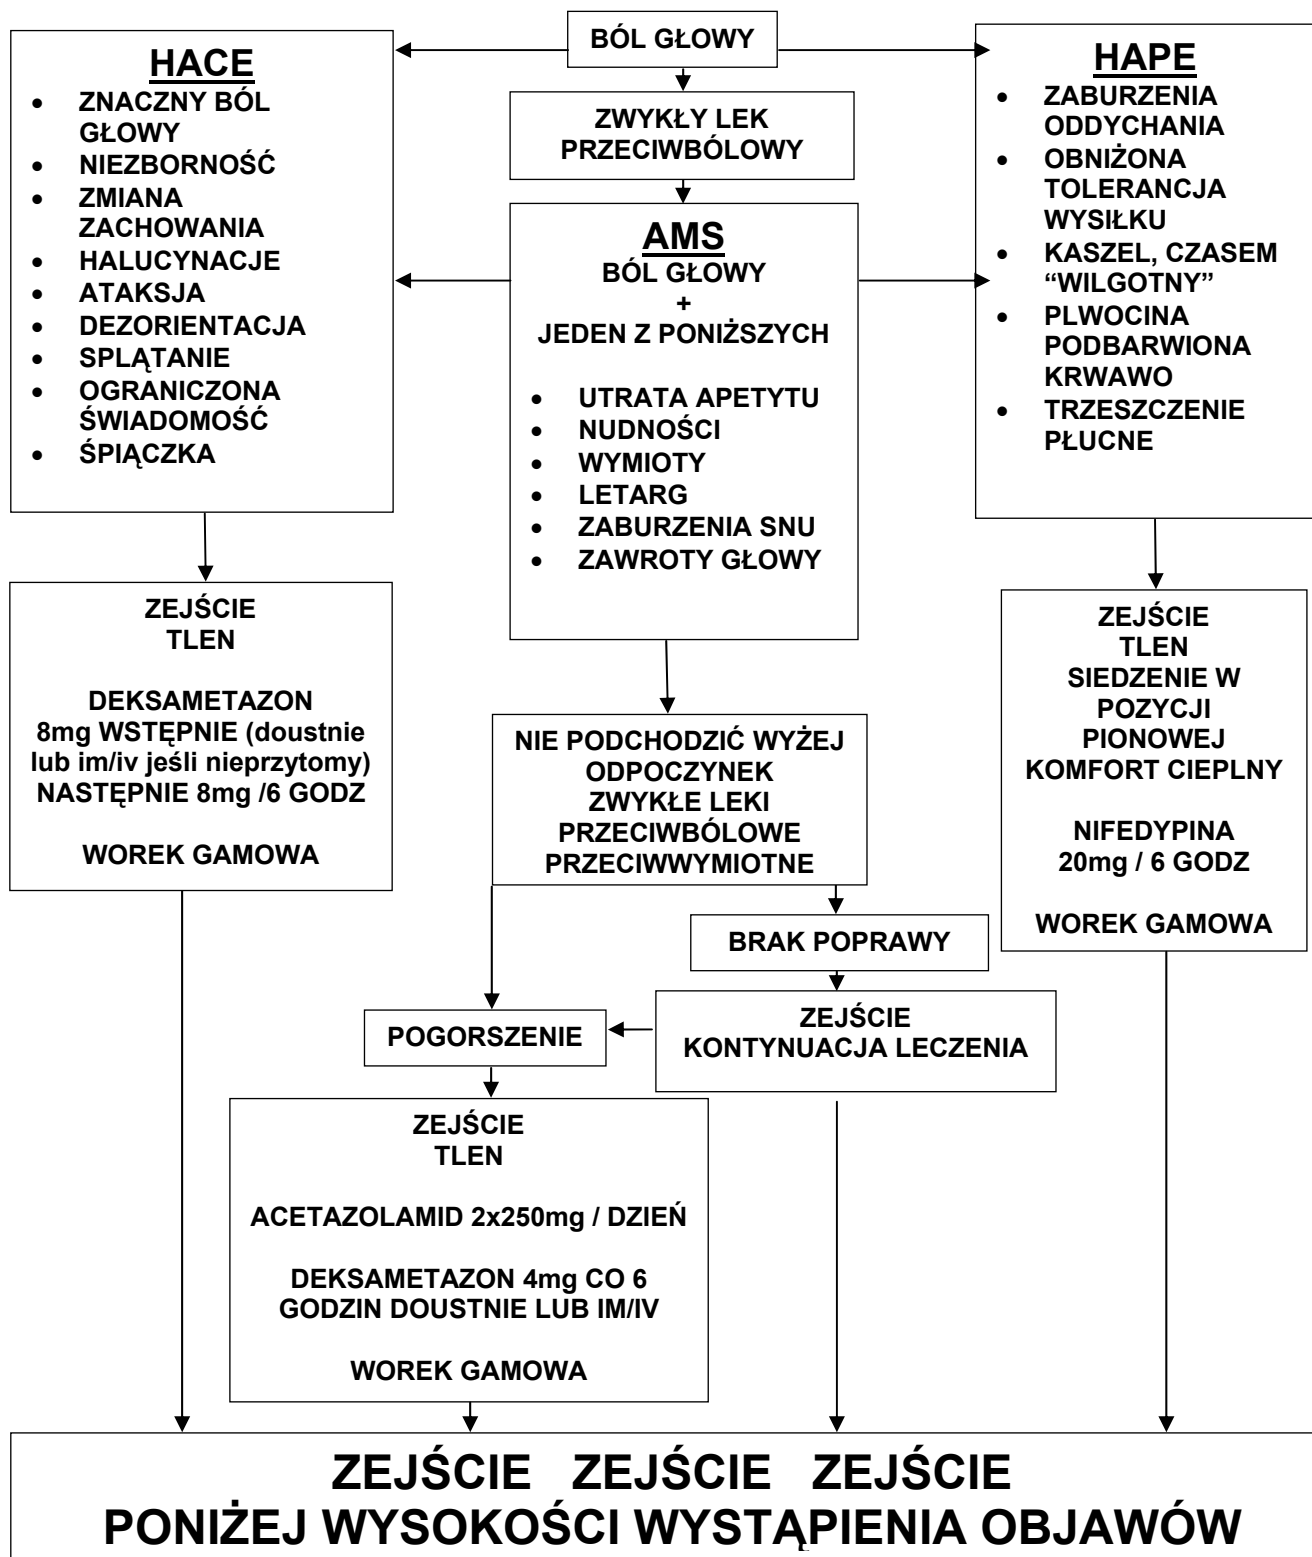 BÓL GŁOWY
HACE
• ZNACZNY BÓL
GŁOWY
• NIEZBORNOŚĆ
• ZMIANA
ZACHOWANIA
• HALUCYNACJE
• ATAKSJA
• DEZORIENTACJA
• SPLĄTANIE
• OGRANICZONA
ŚWIADOMOŚĆ
• ŚPIĄCZKA
ZWYKŁY LEK
PRZECIWBÓLOWY
AMS
BÓL GŁOWY
+
JEDEN Z PONIŻSZYCH
• UTRATA APETYTU
• NUDNOŚCI
• WYMIOTY
• LETARG
• ZABURZENIA SNU
• ZAWROTY GŁOWY
HAPE
• ZABURZENIA
ODDYCHANIA
• OBNIŻONA
TOLERANCJA
WYSIŁKU
• KASZEL, CZASEM
“WILGOTNY”
• PLWOCINA
PODBARWIONA
KRWAWO
• TRZESZCZENIE
PŁUCNE
ZEJŚCIE
TLEN
DEKSAMETAZON
8mg WSTĘPNIE (doustnie
lub im/iv jeśli nieprzytomy)
NASTĘPNIE 8mg /6 GODZ
WOREK GAMOWA
NIE PODCHODZIĆ WYŻEJ
ODPOCZYNEK
ZWYKŁE LEKI
PRZECIWBÓLOWE
PRZECIWWYMIOTNE
ZEJŚCIE
TLEN
SIEDZENIE W
POZYCJI
PIONOWEJ
KOMFORT CIEPLNY
NIFEDYPINA
20mg / 6 GODZ
WOREK GAMOWA
BRAK POPRAWY
ZEJŚCIE
KONTYNUACJA LECZENIA
POGORSZENIE
ZEJŚCIE
TLEN
ACETAZOLAMID 2x250mg / DZIEŃ
DEKSAMETAZON 4mg CO 6
GODZIN DOUSTNIE LUB IM/IV
WOREK GAMOWA
ZEJŚCIE ZEJŚCIE ZEJŚCIE
PONIŻEJ WYSOKOŚCI WYSTĄPIENIA OBJAWÓW